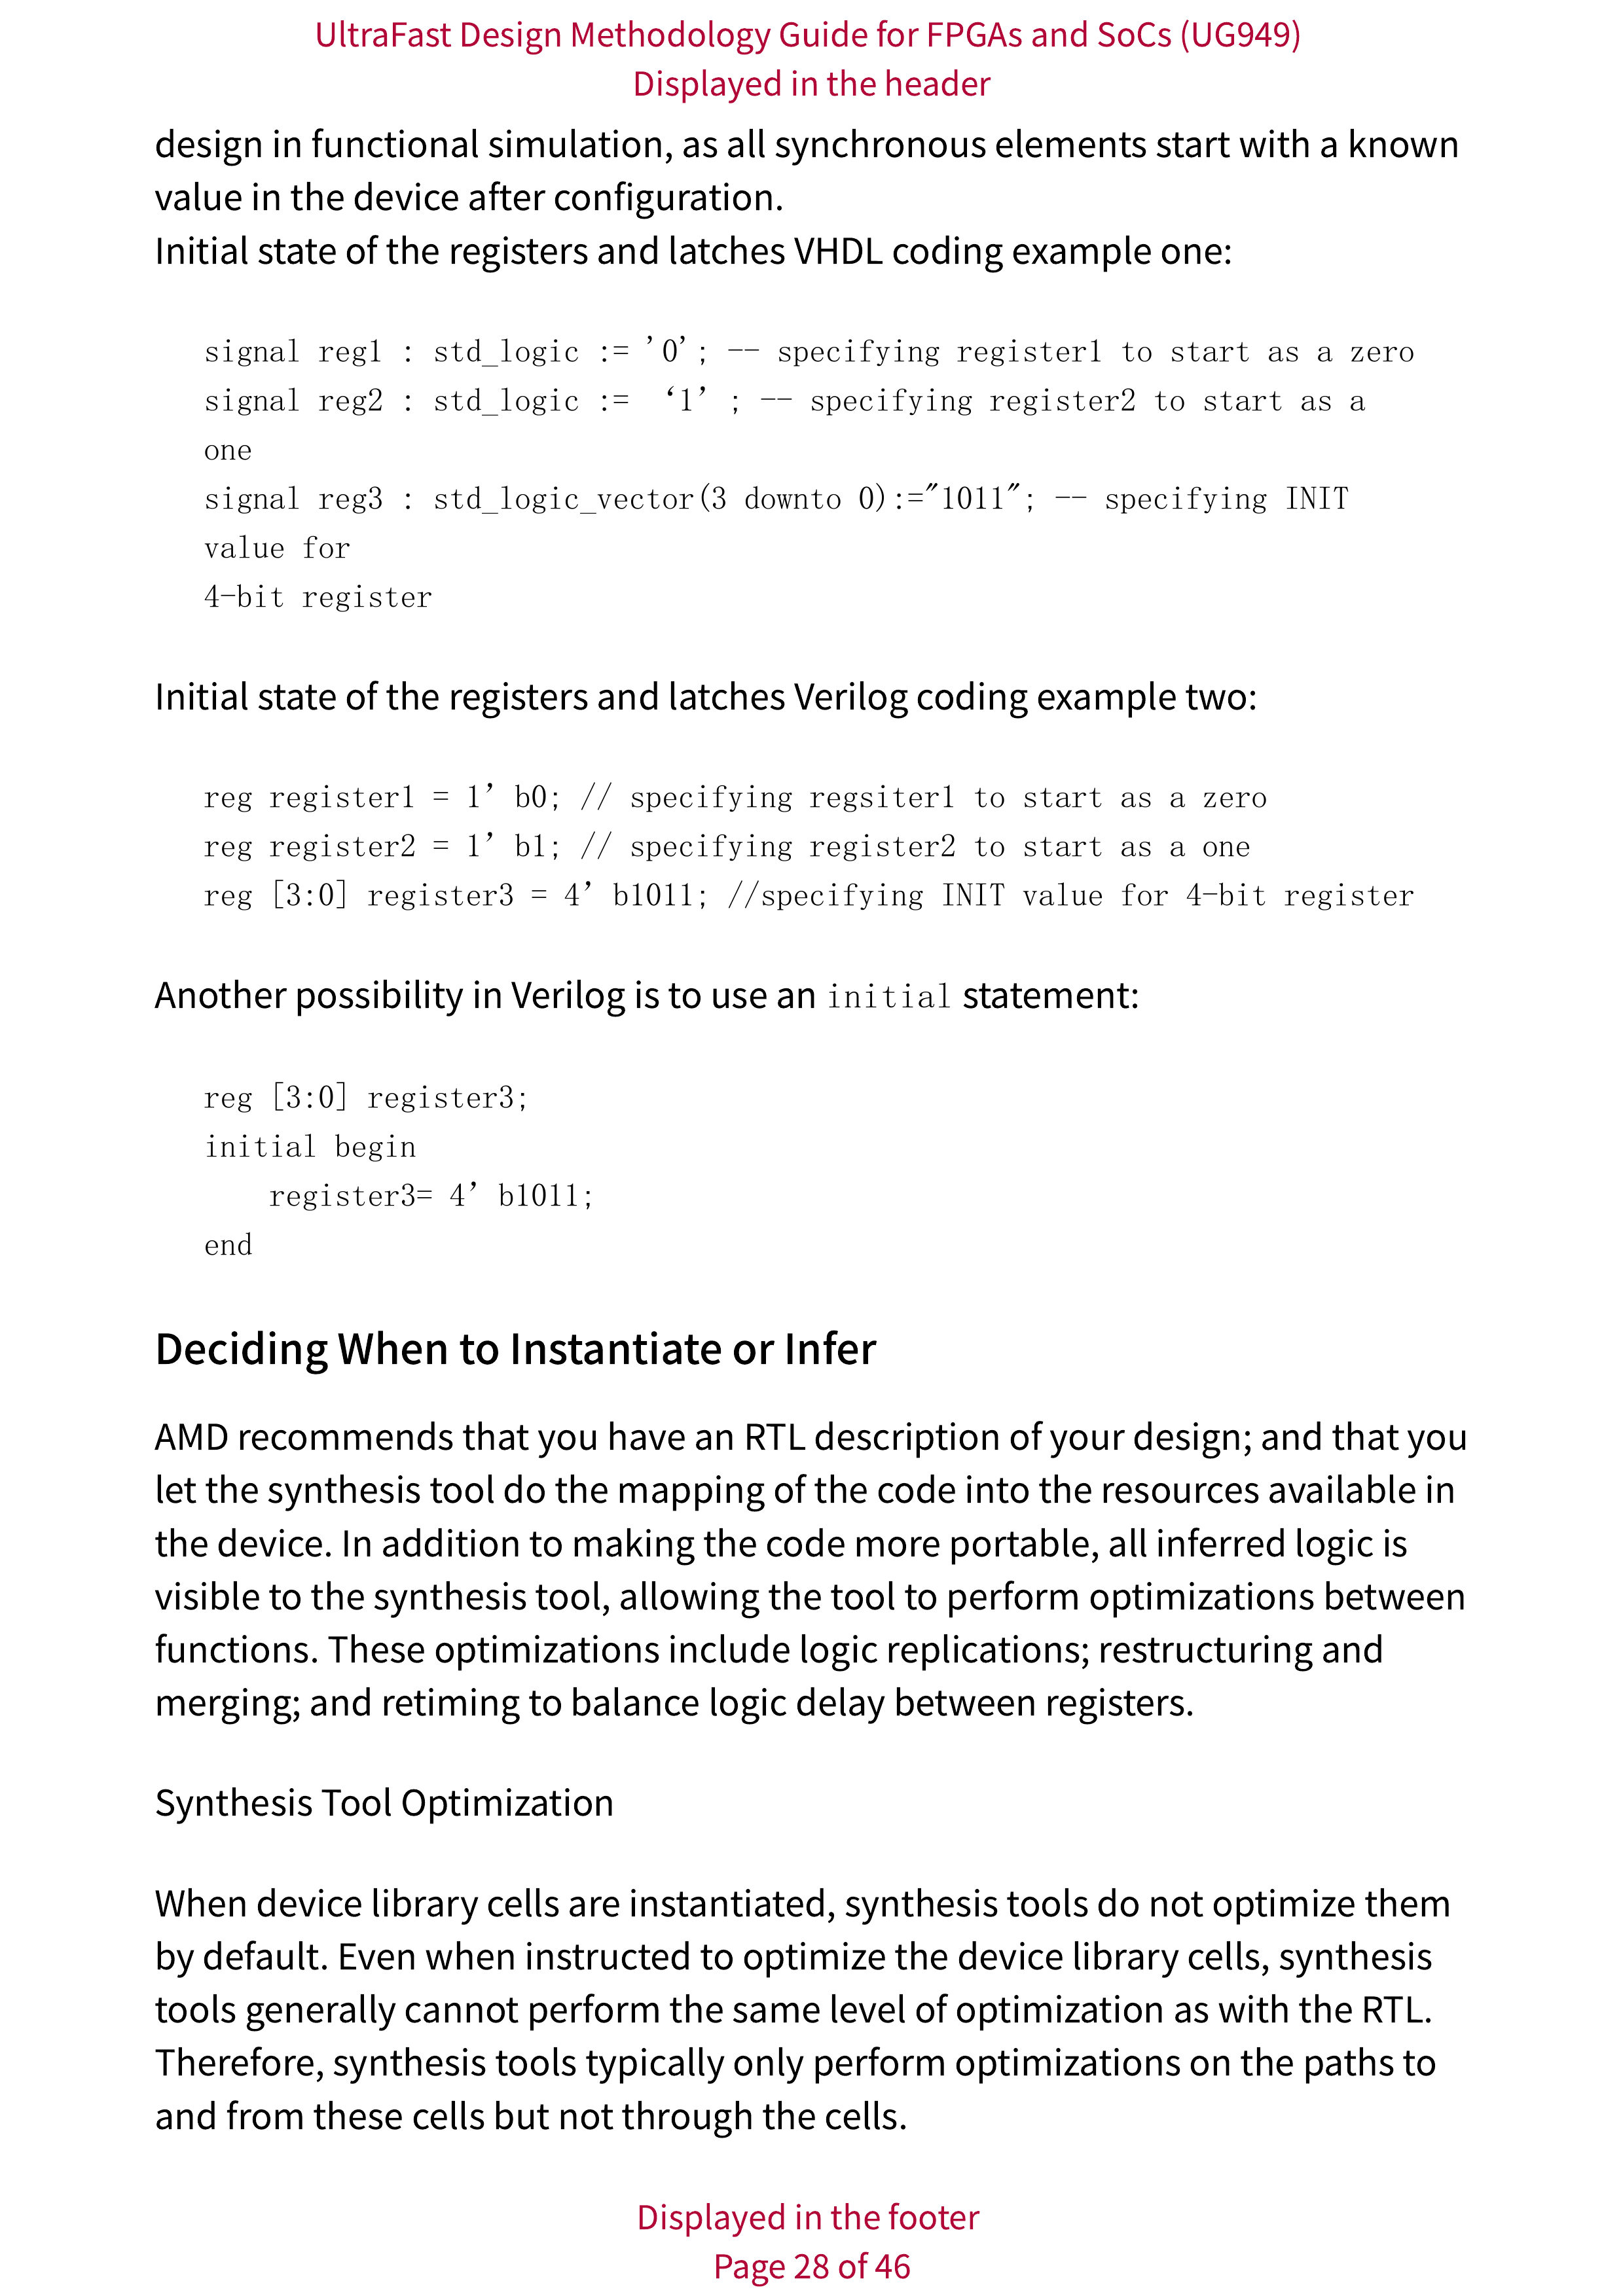 UltraFast Design Methodology Guide for FPGAs and SoCs (UG949)
Displayed in the header
design in functional simulation, as all synchronous elements start with a known
value in the device after configuration.
Initial state of the registers and latches VHDL coding example one:
signal reg1 : std_logic := '0'; -- specifying register1 to start as a zero
signal reg2 : std_logic := ‘1’; -- specifying register2 to start as a
one
signal reg3 : std_logic_vector(3 downto 0):="1011"; -- specifying INIT
value for
4-bit register
Initial state of the registers and latches Verilog coding example two:
reg register1 = 1’b0; // specifying regsiter1 to start as a zero
reg register2 = 1’b1; // specifying register2 to start as a one
reg [3:0] register3 = 4’b1011; //specifying INIT value for 4-bit register
Another possibility in Verilog is to use an initial statement:
reg [3:0] register3;
initial begin
    register3= 4’b1011;
end
Deciding When to Instantiate or Infer
AMD recommends that you have an RTL description of your design; and that you
let the synthesis tool do the mapping of the code into the resources available in
the device. In addition to making the code more portable, all inferred logic is
visible to the synthesis tool, allowing the tool to perform optimizations between
functions. These optimizations include logic replications; restructuring and
merging; and retiming to balance logic delay between registers.
Synthesis Tool Optimization
When device library cells are instantiated, synthesis tools do not optimize them
by default. Even when instructed to optimize the device library cells, synthesis
tools generally cannot perform the same level of optimization as with the RTL.
Therefore, synthesis tools typically only perform optimizations on the paths to
and from these cells but not through the cells.
Displayed in the footer
Page 28 of 46